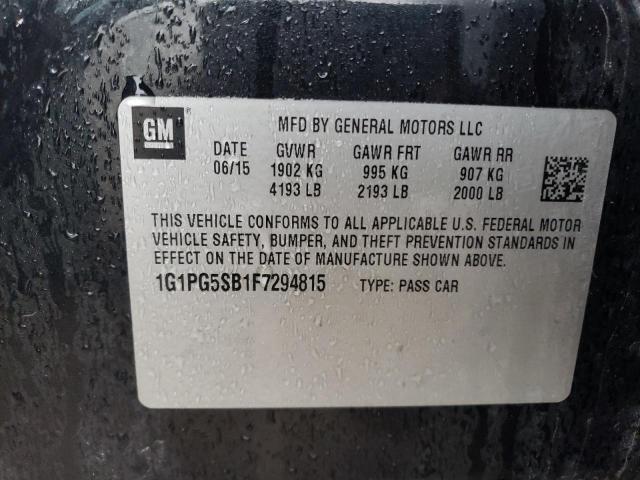 GM
MFD BY GENERAL MOTORS LLC
DATE GVWR GAWR FRT GAWR RR
06/15 1902 KG 995 KG 907 KG
4193 LB 2193 LB 2000 LB
THIS VEHICLE CONFORMS TO ALL APPLICABLE U.S. FEDERAL MOTOR
VEHICLE SAFETY, BUMPER, AND THEFT PREVENTION STANDARDS IN
EFFECT ON THE DATE OF MANUFACTURE SHOWN ABOVE.
1G1PG5SB1F7294815 TYPE: PASS CAR